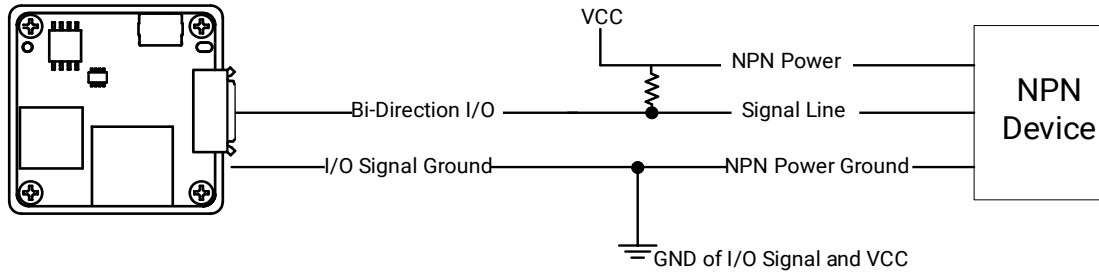 VCC
NPN Power
Bi-Direction I/O
Signal Line
NPN
Device
I/O Signal Ground
NPN Power Ground
GND of I/O Signal and VCC